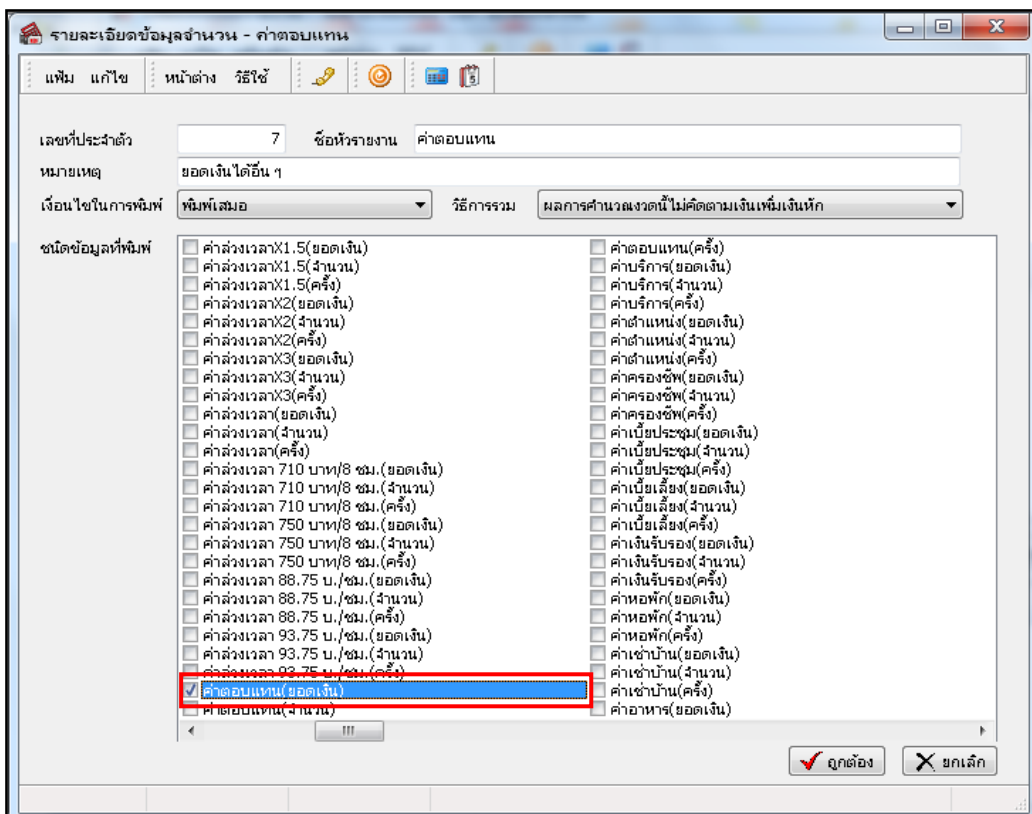 รายละเอียดข้อมูลจำนวน - ค่าตอบแทน
แฟ้ม แก้ไข หน้าต่าง วิธีใช้
เลขที่ประจำตัว 7 ชื่อหัวรายงาน ค่าตอบแทน
หมายเหตุ ยอดเงินได้อื่น ๆ
เงื่อนไขในการพิมพ์ พิมพ์เสมอ วิธีการรวม ผลการคำนวณงวดนี้ไม่คิดตามเงินเพิ่มเงินหัก
ชนิดข้อมูลที่พิมพ์
ค่าล่วงเวลาX1.5(ยอดเงิน)
ค่าล่วงเวลาX1.5(จำนวน)
ค่าล่วงเวลาX1.5(ครั้ง)
ค่าล่วงเวลาX2(ยอดเงิน)
ค่าล่วงเวลาX2(จำนวน)
ค่าล่วงเวลาX2(ครั้ง)
ค่าล่วงเวลาX3(ยอดเงิน)
ค่าล่วงเวลาX3(จำนวน)
ค่าล่วงเวลาX3(ครั้ง)
ค่าล่วงเวลา(ยอดเงิน)
ค่าล่วงเวลา(จำนวน)
ค่าล่วงเวลา(ครั้ง)
ค่าล่วงเวลา 710 บาท/8 ชม.(ยอดเงิน)
ค่าล่วงเวลา 710 บาท/8 ชม.(จำนวน)
ค่าล่วงเวลา 710 บาท/8 ชม.(ครั้ง)
ค่าล่วงเวลา 750 บาท/8 ชม.(ยอดเงิน)
ค่าล่วงเวลา 750 บาท/8 ชม.(จำนวน)
ค่าล่วงเวลา 750 บาท/8 ชม.(ครั้ง)
ค่าล่วงเวลา 88.75 บ./ชม.(ยอดเงิน)
ค่าล่วงเวลา 88.75 บ./ชม.(จำนวน)
ค่าล่วงเวลา 88.75 บ./ชม.(ครั้ง)
ค่าล่วงเวลา 93.75 บ./ชม.(ยอดเงิน)
ค่าล่วงเวลา 93.75 บ./ชม.(จำนวน)
ค่าล่วงเวลา 93.75 บ./ชม.(ครั้ง)
ค่าตอบแทน(ยอดเงิน)
ค่าตอบแทน(จำนวน)
ค่าตอบแทน(ครั้ง)
ค่าบริการ(ยอดเงิน)
ค่าบริการ(จำนวน)
ค่าบริการ(ครั้ง)
ค่าตำแหน่ง(ยอดเงิน)
ค่าตำแหน่ง(จำนวน)
ค่าตำแหน่ง(ครั้ง)
ค่าครองชีพ(ยอดเงิน)
ค่าครองชีพ(จำนวน)
ค่าครองชีพ(ครั้ง)
ค่าเบี้ยประชุม(ยอดเงิน)
ค่าเบี้ยประชุม(จำนวน)
ค่าเบี้ยประชุม(ครั้ง)
ค่าเบี้ยเลี้ยง(ยอดเงิน)
ค่าเบี้ยเลี้ยง(จำนวน)
ค่าเบี้ยเลี้ยง(ครั้ง)
ค่าเงินรับรอง(ยอดเงิน)
ค่าเงินรับรอง(จำนวน)
ค่าเงินรับรอง(ครั้ง)
ค่าหอพัก(ยอดเงิน)
ค่าหอพัก(จำนวน)
ค่าหอพัก(ครั้ง)
ค่าเช่าบ้าน(ยอดเงิน)
ค่าเช่าบ้าน(จำนวน)
ค่าเช่าบ้าน(ครั้ง)
ค่าอาหาร(ยอดเงิน)
ถูกต้อง ยกเลิก